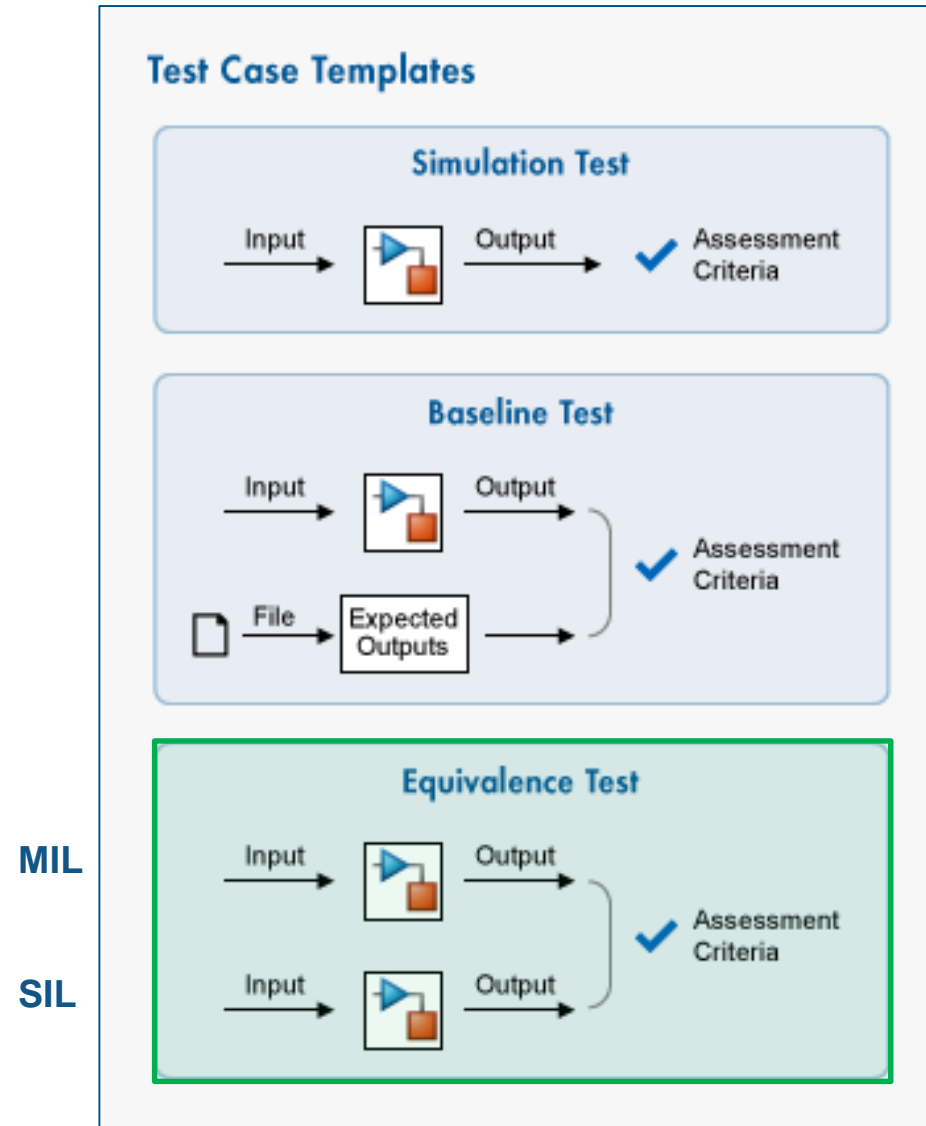 Test Case Templates
Simulation Test
Input
Output
Assessment
Criteria
Baseline Test
Input
Output
Assessment
Criteria
File
Expected
Outputs
Equivalence Test
MIL
Input
Output
Assessment
Criteria
SIL
Input
Output